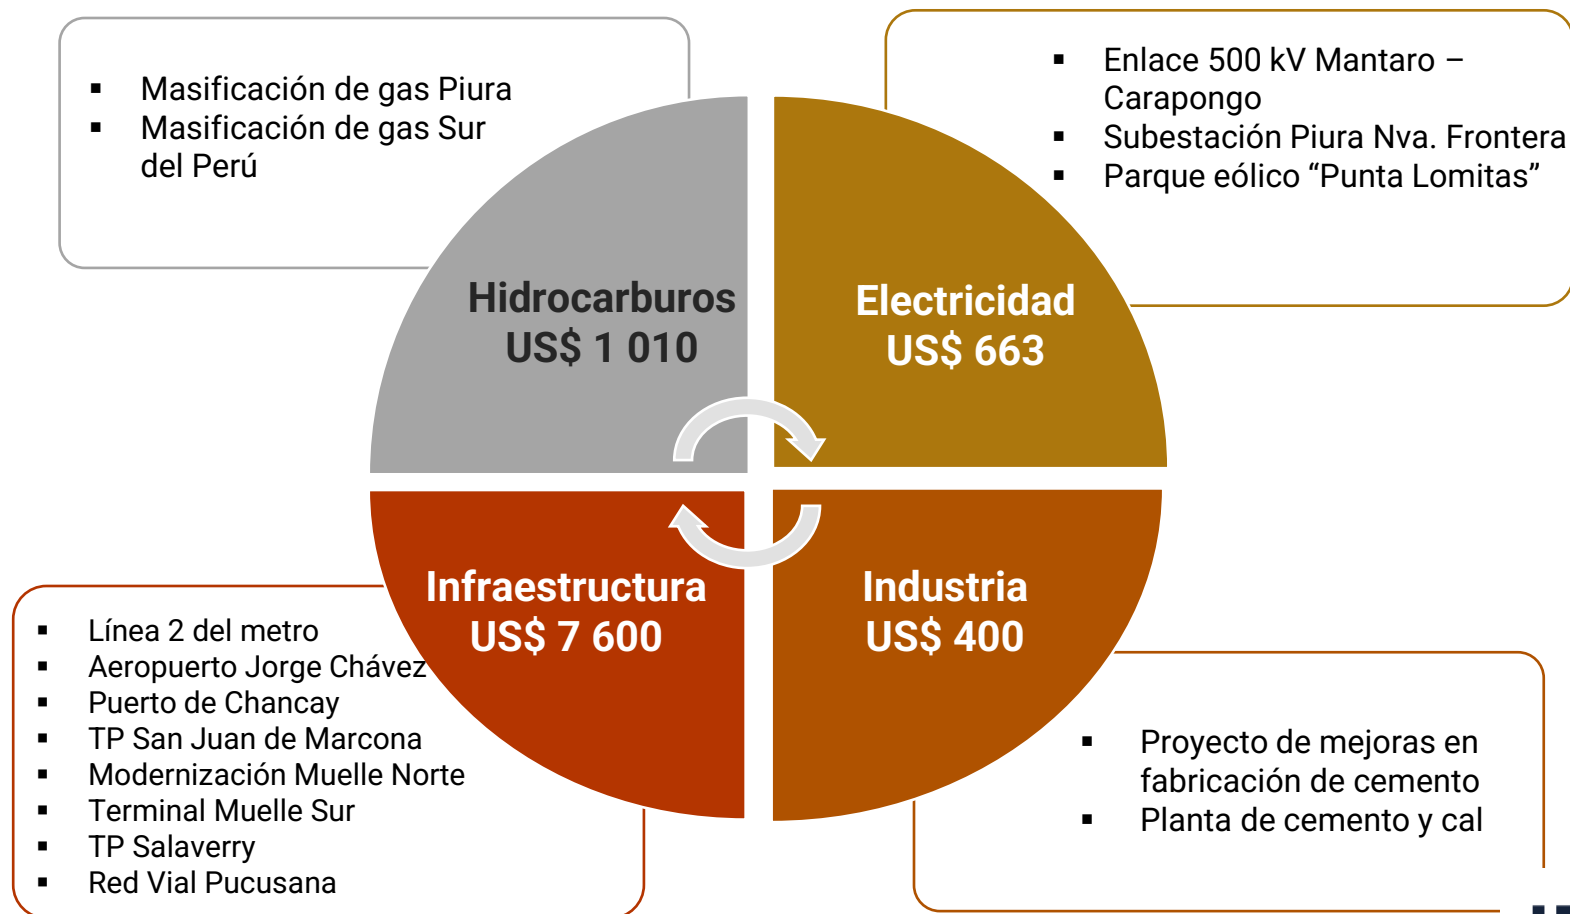 ▪ Masificación de gas Piura
▪ Masificación de gas Sur
del Perú
▪ Enlace 500 kV Mantaro –
Carapongo
▪ Subestación Piura Nva. Frontera
▪ Parque eólico “Punta Lomitas”
Hidrocarburos
US$ 1 010
Electricidad
US$ 663
Infraestructura
US$ 7 600
Industria
US$ 400
▪ Línea 2 del metro
▪ Aeropuerto Jorge Chávez
▪ Puerto de Chancay
▪ TP San Juan de Marcona
▪ Modernización Muelle Norte
▪ Terminal Muelle Sur
▪ TP Salaverry
▪ Red Vial Pucusana
▪ Proyecto de mejoras en
fabricación de cemento
▪ Planta de cemento y cal